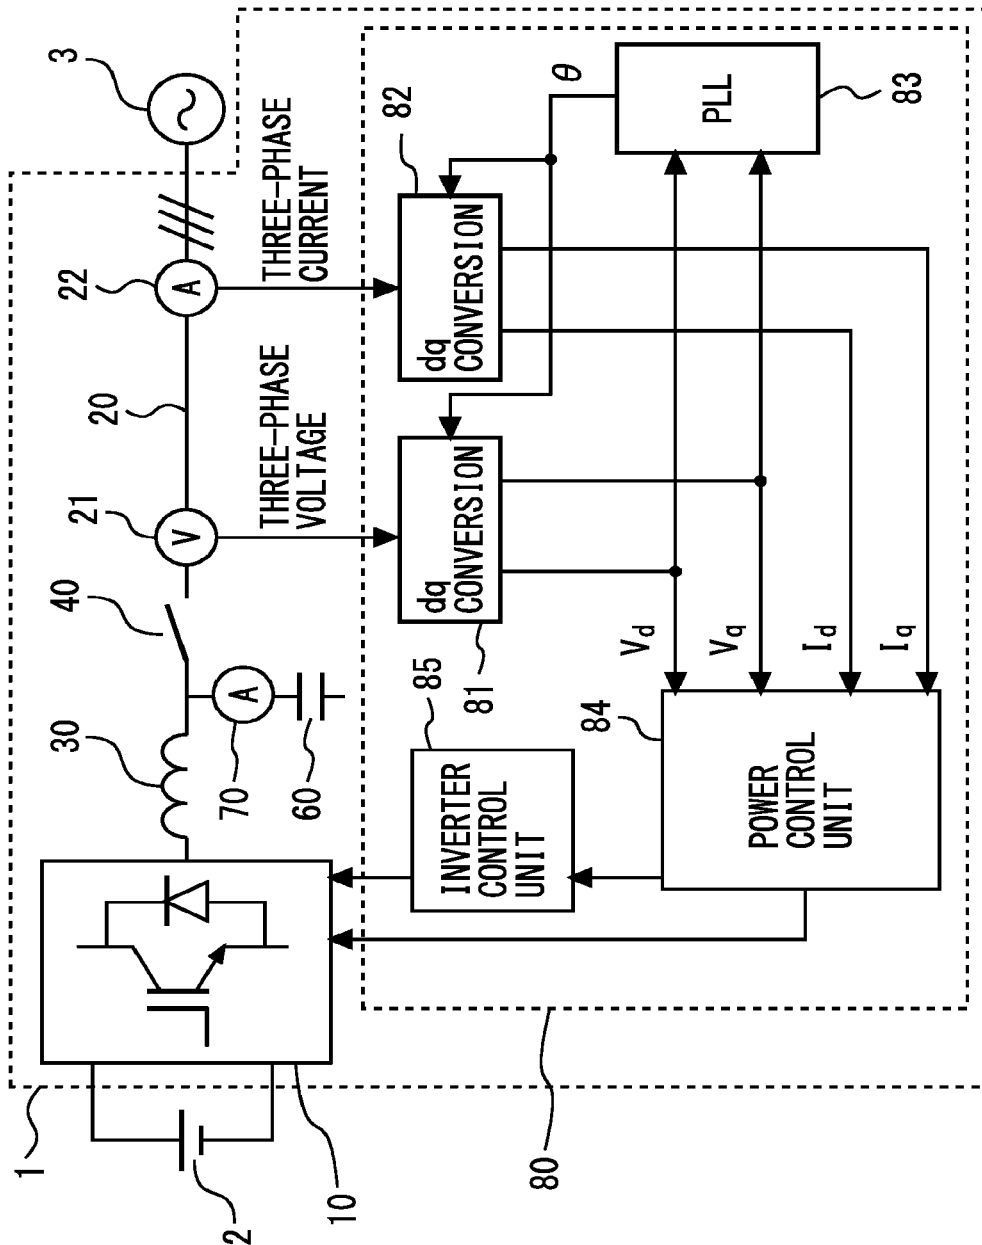 1
2
10
30
40
21
20
22
3
V
A
A
70
60
THREE-PHASE
VOLTAGE
THREE-PHASE
CURRENT
82
θ
dq
CONVERSION
dq
CONVERSION
PLL
81
83
85
INVERTER
CONTROL
UNIT
84
POWER
CONTROL
UNIT
Vd
Vq
Id
Iq
80